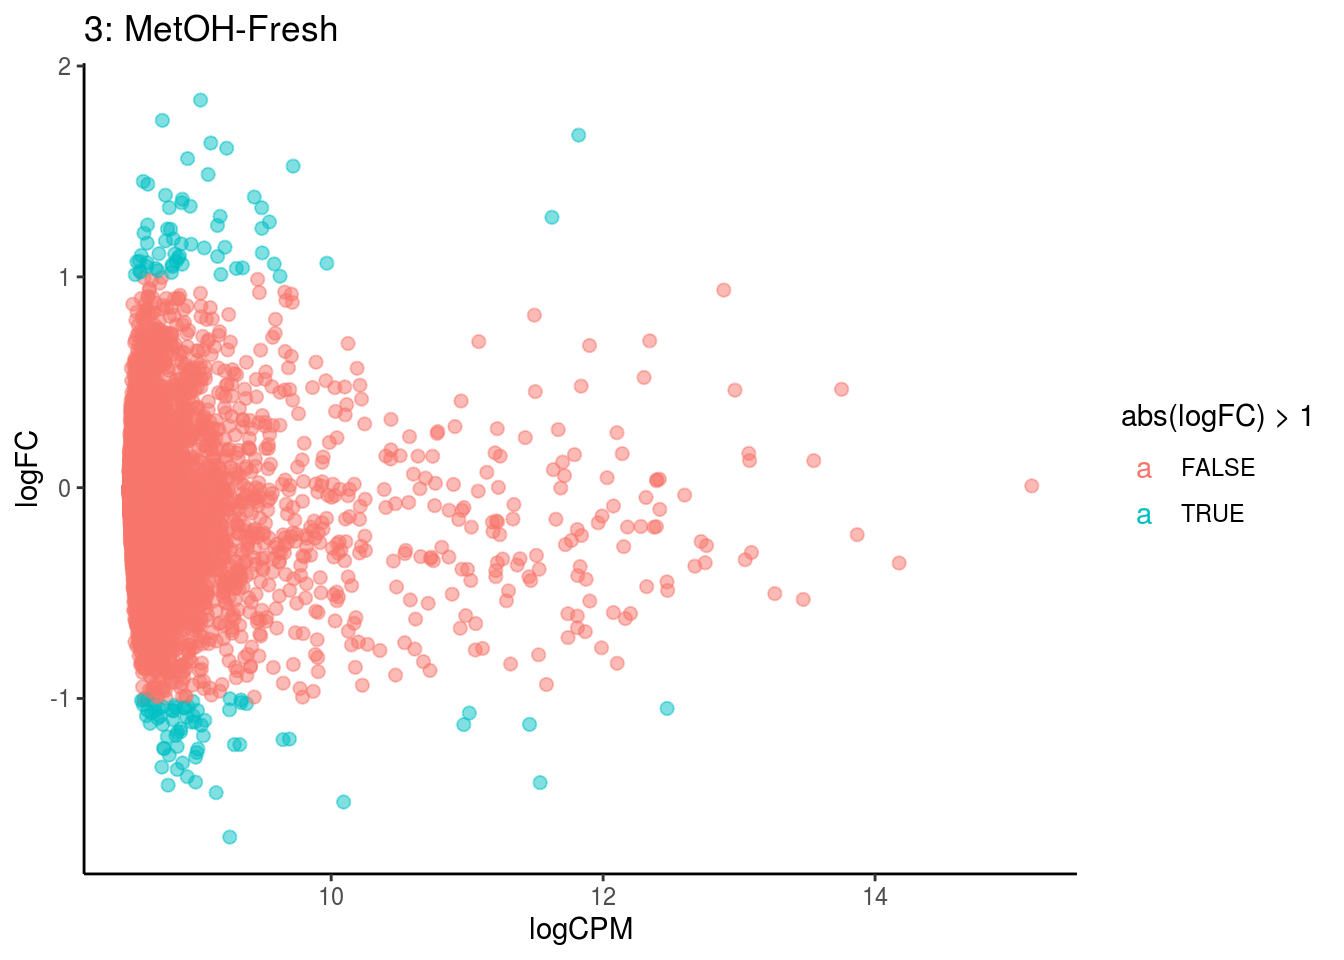 3: MetOH-Fresh
2
1
0
-1
logFC
10
12
14
logCPM
abs(logFC) > 1
a FALSE
a TRUE